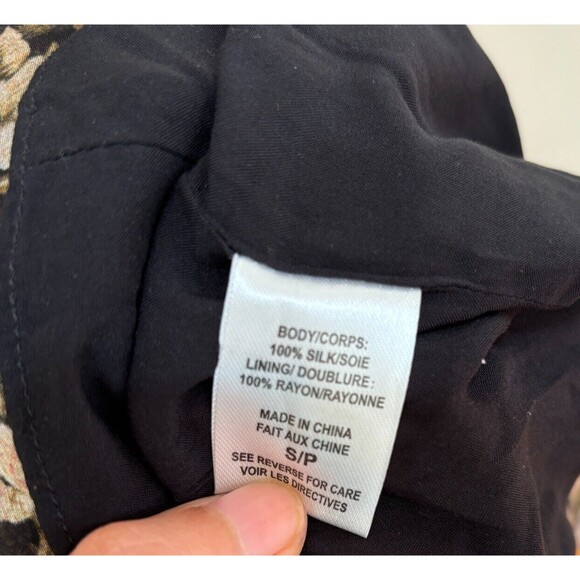 BODY/CORPS:
100% SILK/SOIE
LINING/ DOUBLURE:
100% RAYON/RAYONNE
MADE IN CHINA
FAIT AUX CHINE
S/P
SEE REVERSE FOR CARE
VOIR LES DIRECTIVES